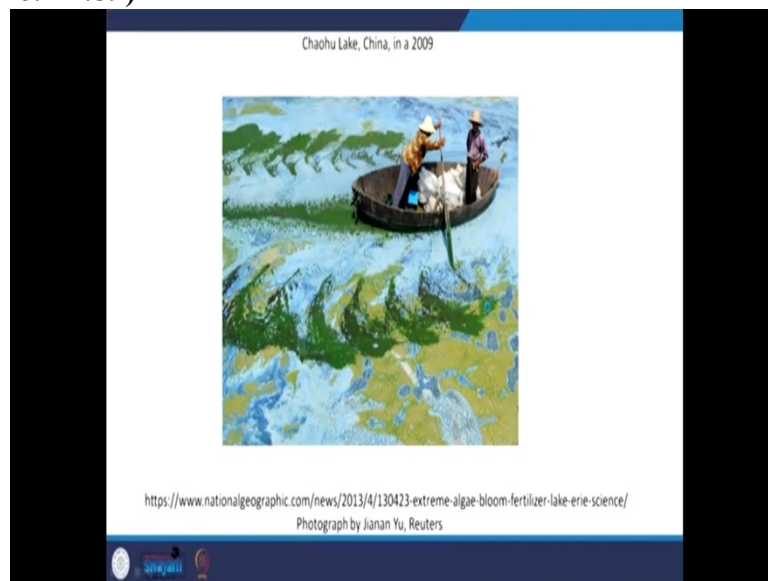 Chaohu Lake, China, in a 2009
https://www.nationalgeographic.com/news/2013/4/130423-extreme-algae-bloom-fertilizer-lake-erie-science/
Photograph by Jianan Yu, Reuters
swayam